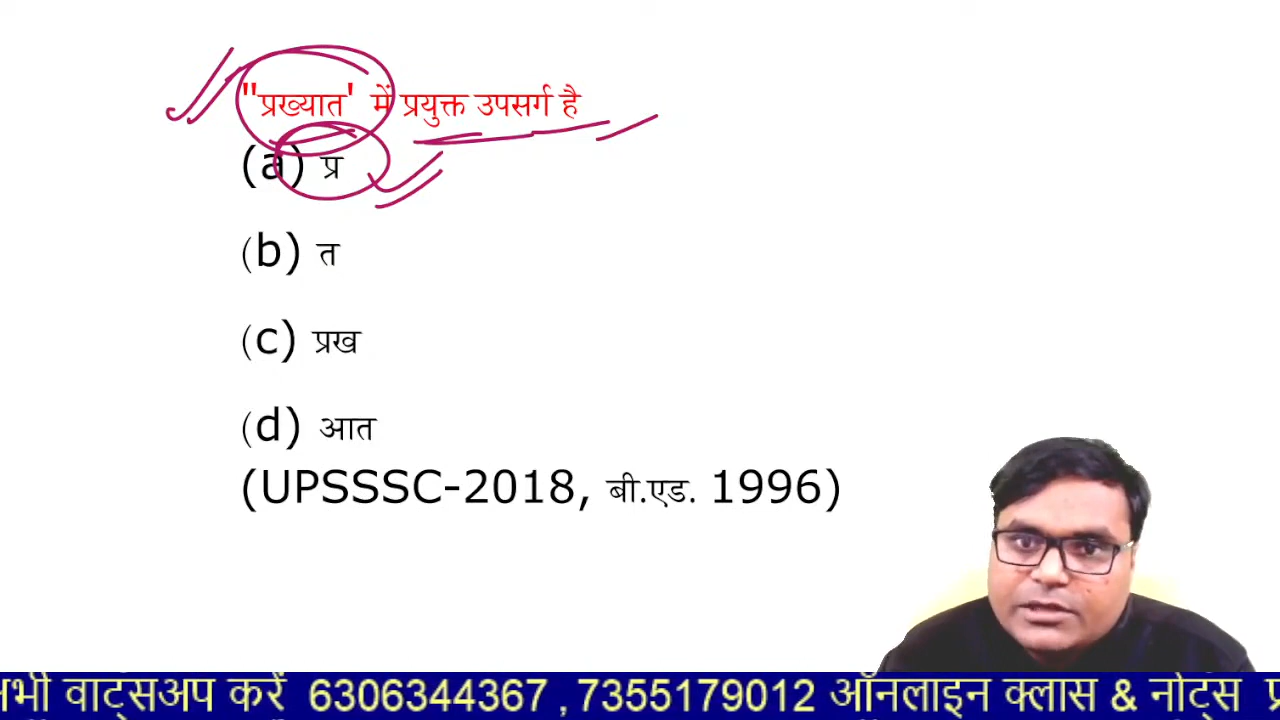 "प्रख्यात' में प्रयुक्त उपसर्ग है
(a) प्र
(b) त
(c) प्रख
(d) आत
(UPSSSC-2018, बी.एड. 1996)
वाट्सअप करें 6306344367 ,7355179012 ऑनलाइन क्लास & नोट्स